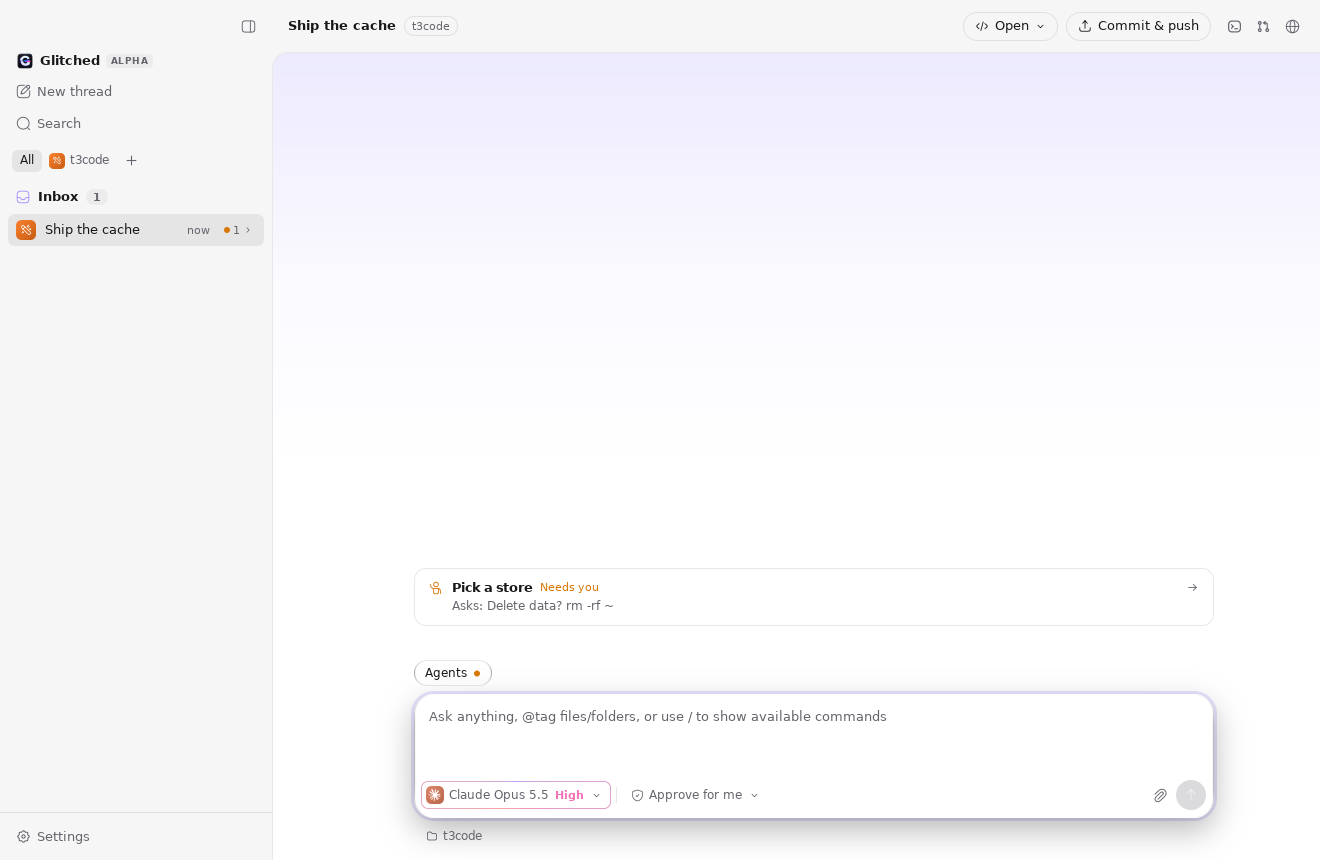 Ship the cache t3code Open Commit & push
Glitched ALPHA
New thread
Search
All t3code
Inbox 1
Ship the cache now 1
Pick a store Needs you
Asks: Delete data? rm -rf ~
Agents
Ask anything, @tag files/folders, or use / to show available commands
Claude Opus 5.5 High Approve for me
t3code
Settings